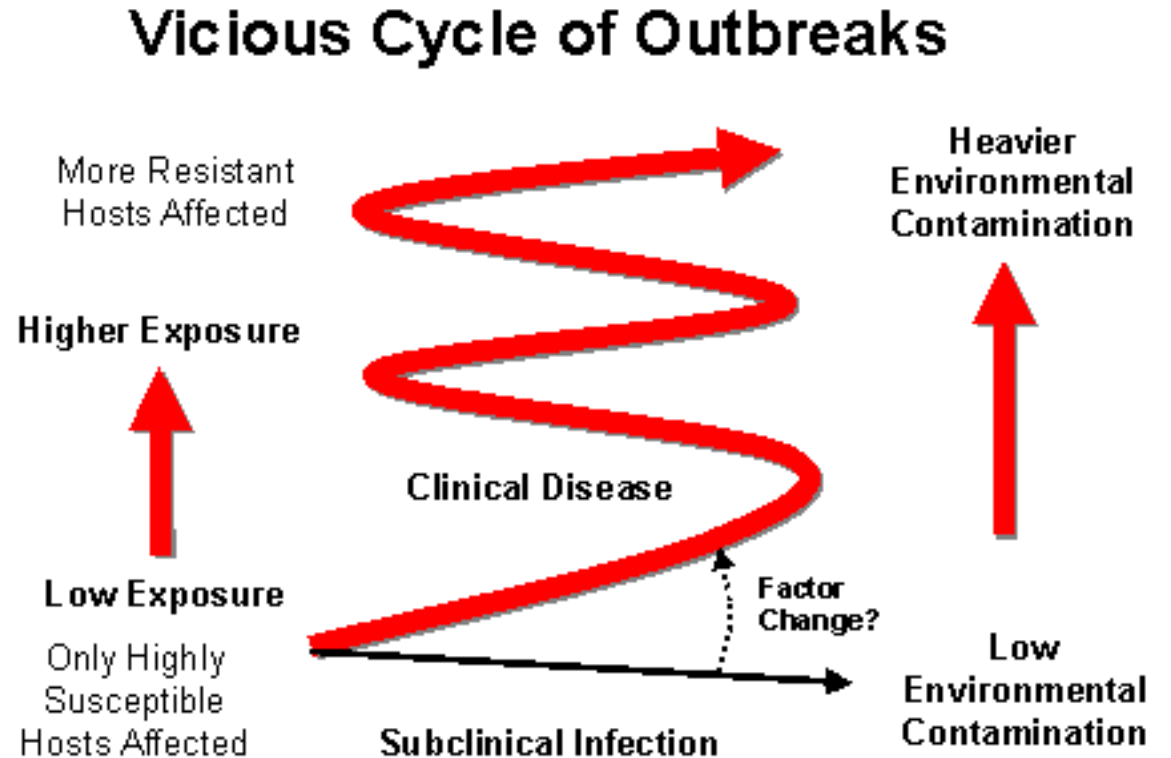 Vicious Cycle of Outbreaks
More Resistant
Hosts Affected
Heavier
Environmental
Contamination
Higher Exposure
Clinical Disease
Low Exposure
Only Highly
Susceptible
Hosts Affected
Factor
Change?
Subclinical Infection
Low
Environmental
Contamination